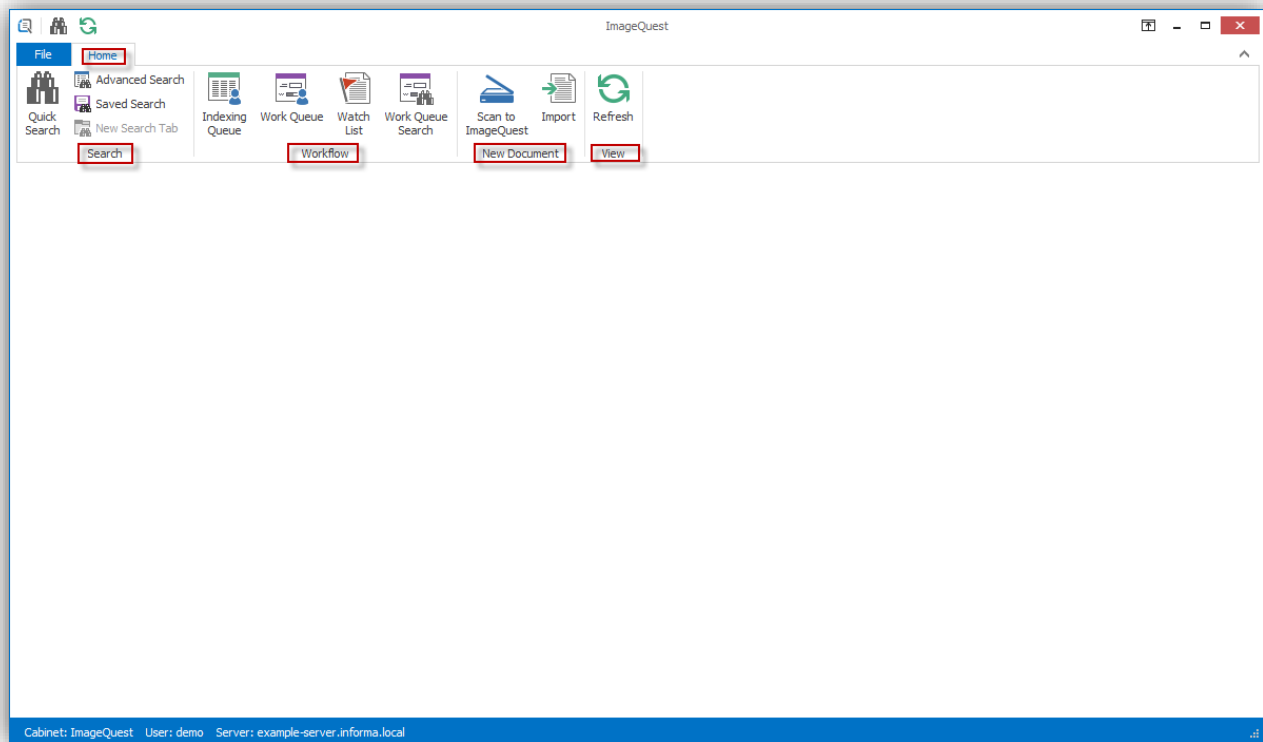 ImageQuest
File Home
Quick Search
Advanced Search
Saved Search
New Search Tab
Search
Indexing Queue
Work Queue
Watch List
Work Queue Search
Workflow
Scan to ImageQuest
Import
New Document
Refresh
View
Cabinet: ImageQuest User: demo Server: example-server.informa.local